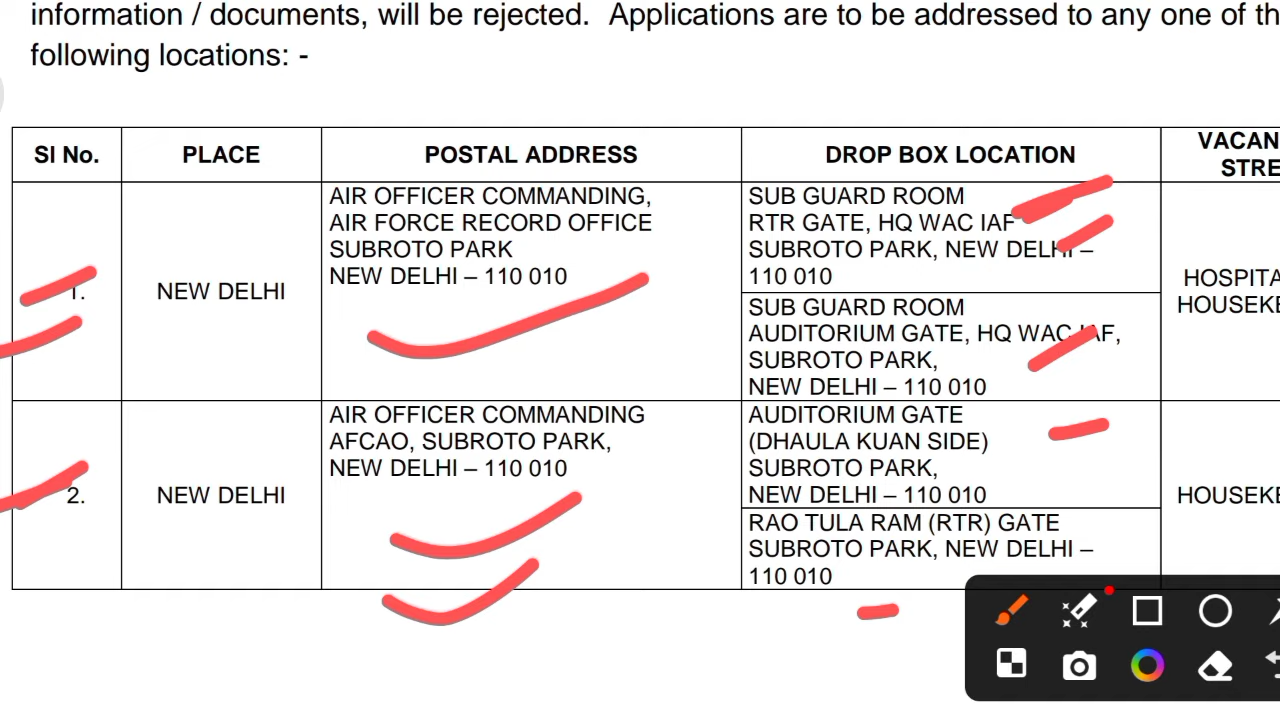 information / documents, will be rejected. Applications are to be addressed to any one of th
following locations: -
Sl No.
PLACE
POSTAL ADDRESS
DROP BOX LOCATION
VACAN
STRE
1.
NEW DELHI
AIR OFFICER COMMANDING,
AIR FORCE RECORD OFFICE
SUBROTO PARK
NEW DELHI – 110 010
SUB GUARD ROOM
RTR GATE, HQ WAC IAF
SUBROTO PARK, NEW DELHI –
110 010
SUB GUARD ROOM
AUDITORIUM GATE, HQ WAC IAF,
SUBROTO PARK,
NEW DELHI – 110 010
HOSPITA
HOUSEKE
2.
NEW DELHI
AIR OFFICER COMMANDING
AFCAO, SUBROTO PARK,
NEW DELHI – 110 010
AUDITORIUM GATE
(DHAULA KUAN SIDE)
SUBROTO PARK,
NEW DELHI – 110 010
RAO TULA RAM (RTR) GATE
SUBROTO PARK, NEW DELHI –
110 010
HOUSEKE